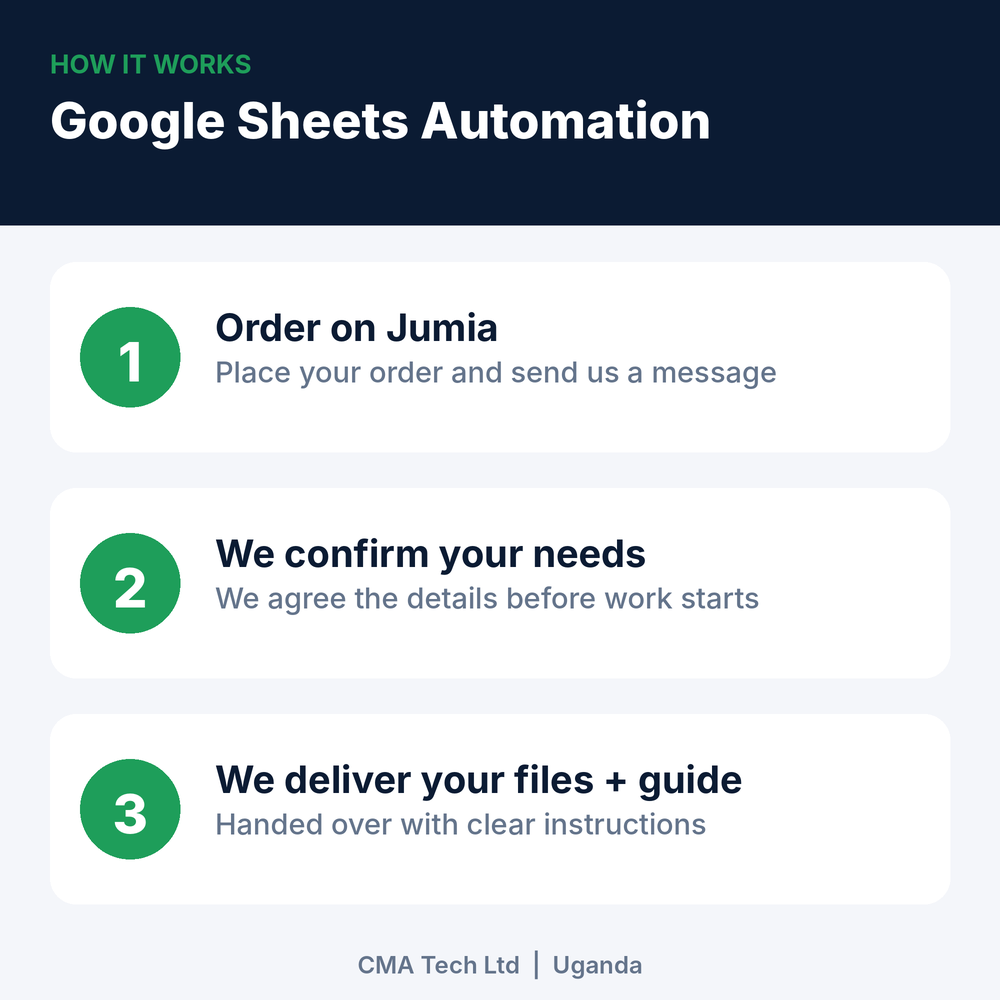 HOW IT WORKS
Google Sheets Automation
1
Order on Jumia
Place your order and send us a message
2
We confirm your needs
We agree the details before work starts
3
We deliver your files + guide
Handed over with clear instructions
CMA Tech Ltd | Uganda